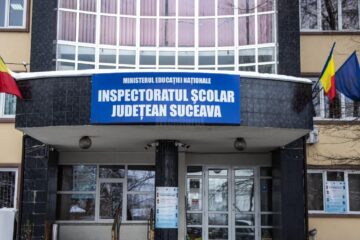 MINISTERUL EDUCAȚIEI NAȚIONALE
INSPECTORATUL ȘCOLAR
JUDEȚEAN SUCEAVA